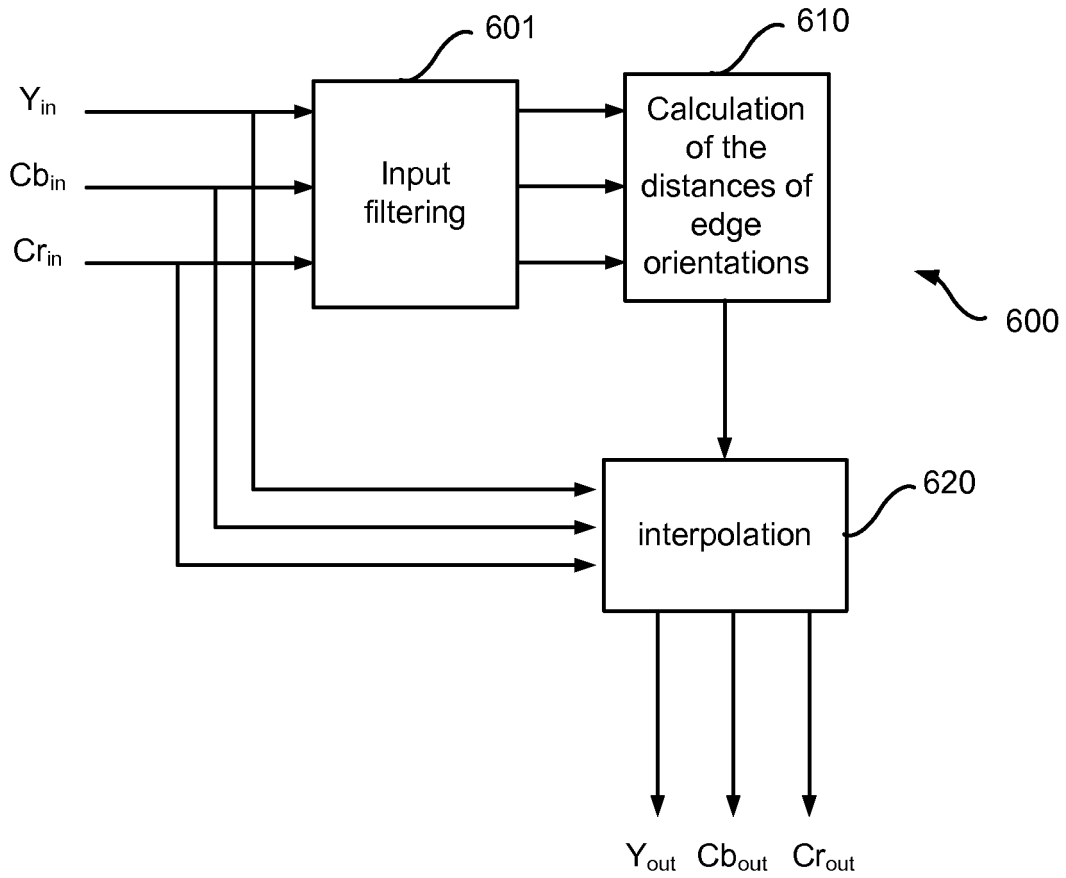 601
610
Yin
Cbin
Crin
Input
filtering
Calculation
of the
distances of
edge
orientations
600
620
interpolation
Yout Cbout Crout